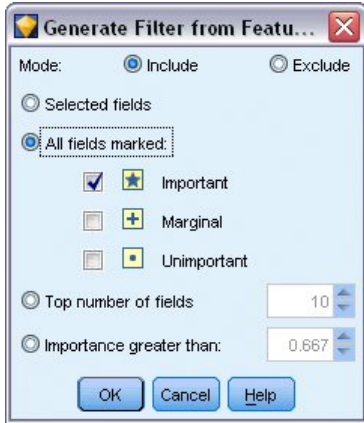 Generate Filter from Featu...
Mode: Include Exclude
Selected fields
All fields marked:
Important
Marginal
Unimportant
Top number of fields 10
Importance greater than: 0.667
OK Cancel Help